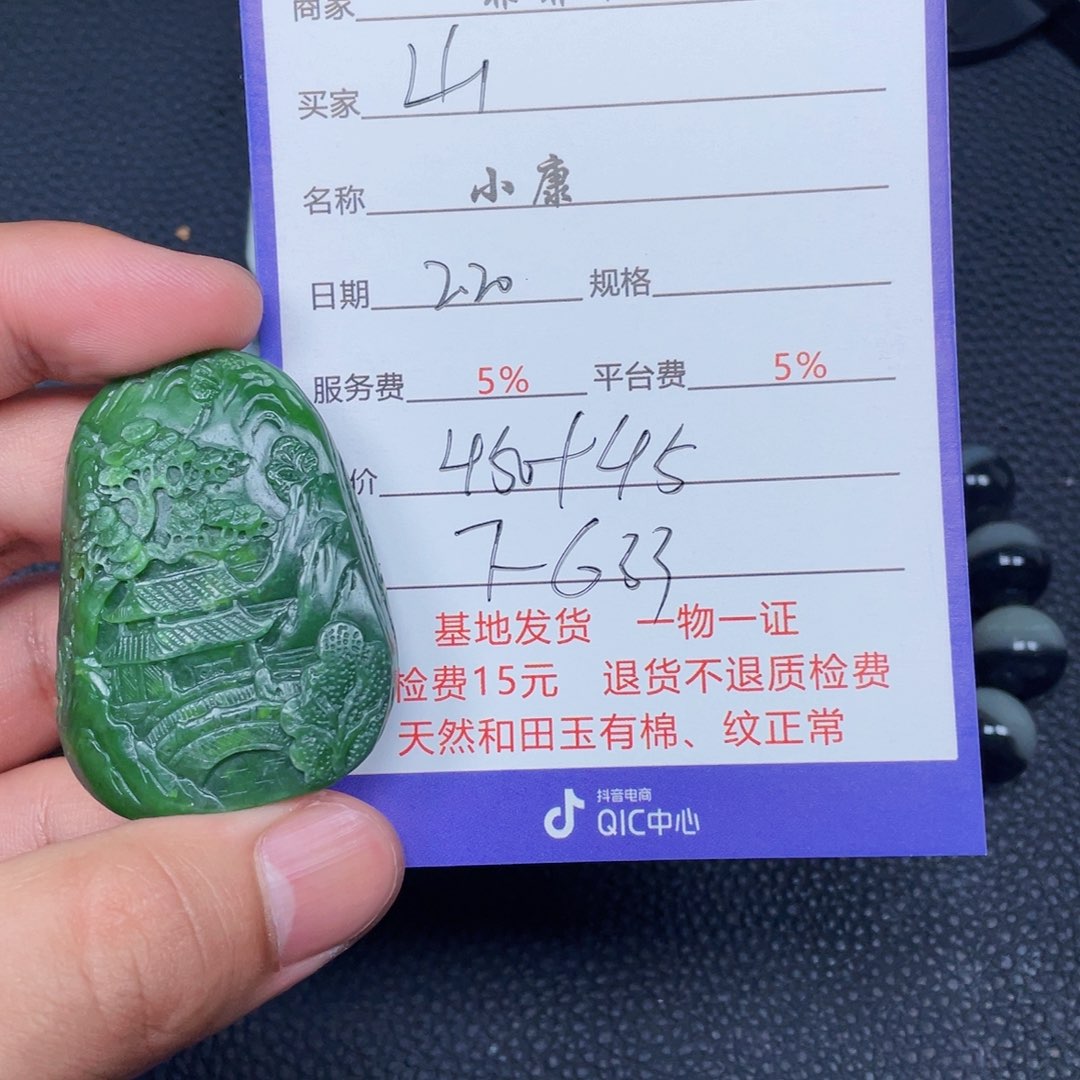 商家
买家 山
名称 小康
日期 2.20 规格
服务费 5% 平台费 5%
价 450+45
F-633
基地发货 一物一证
检费15元 退货不退质检费
天然和田玉有棉、纹正常
抖音电商
QIC中心